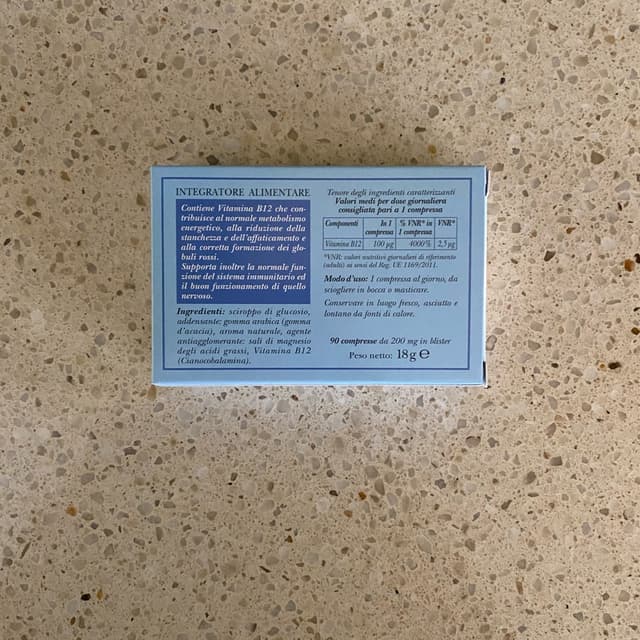 INTEGRATORE ALIMENTARE
Contiene Vitamina B12 che con-
tribuisce al normale metabolismo
energetico, alla riduzione della
stanchezza e dell'affaticamento e
alla corretta formazione dei glo-
buli rossi.
Supporta inoltre la normale fun-
zione del sistema immunitario ed
il buon funzionamento di quello
nervoso.
Ingredienti: sciroppo di glucosio,
addensante: gomma arabica (gomma
d'acacia), aroma naturale, agente
antiagglomerante: sali di magnesio
degli acidi grassi, Vitamina B12
(Cianocobalamina).
Tenore degli ingredienti caratterizzanti
Valori medi per dose giornaliera
consigliata pari a 1 compressa
Componenti In 1 compressa % VNR* in 1 compressa VNR*
Vitamina B12 100 µg 4000% 2,5 µg
*VNR: valori nutritivi giornalieri di riferimento
(adulti) ai sensi del Reg. UE 1169/2011.
Modo d'uso: 1 compressa al giorno, da
sciogliere in bocca o masticare.
Conservare in luogo fresco, asciutto e
lontano da fonti di calore.
90 compresse da 200 mg in blister
Peso netto: 18 g ℮